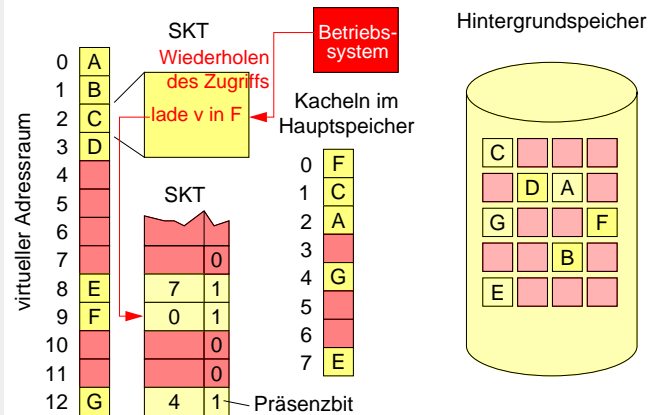 SKT
Betriebs-
system
Hintergrundspeicher
Wiederholen
des Zugriffs
lade v in F
virtueller Adressraum
0 A
1 B
2 C
3 D
4
5
6
7
8 E
9 F
10
11
12 G
SKT
0
7 1
0 1
0
0
4 1
Präsenzbit
Kacheln im
Hauptspeicher
0 F
1 C
2 A
3
4 G
5
6
7 E
C
D A
G F
B
E